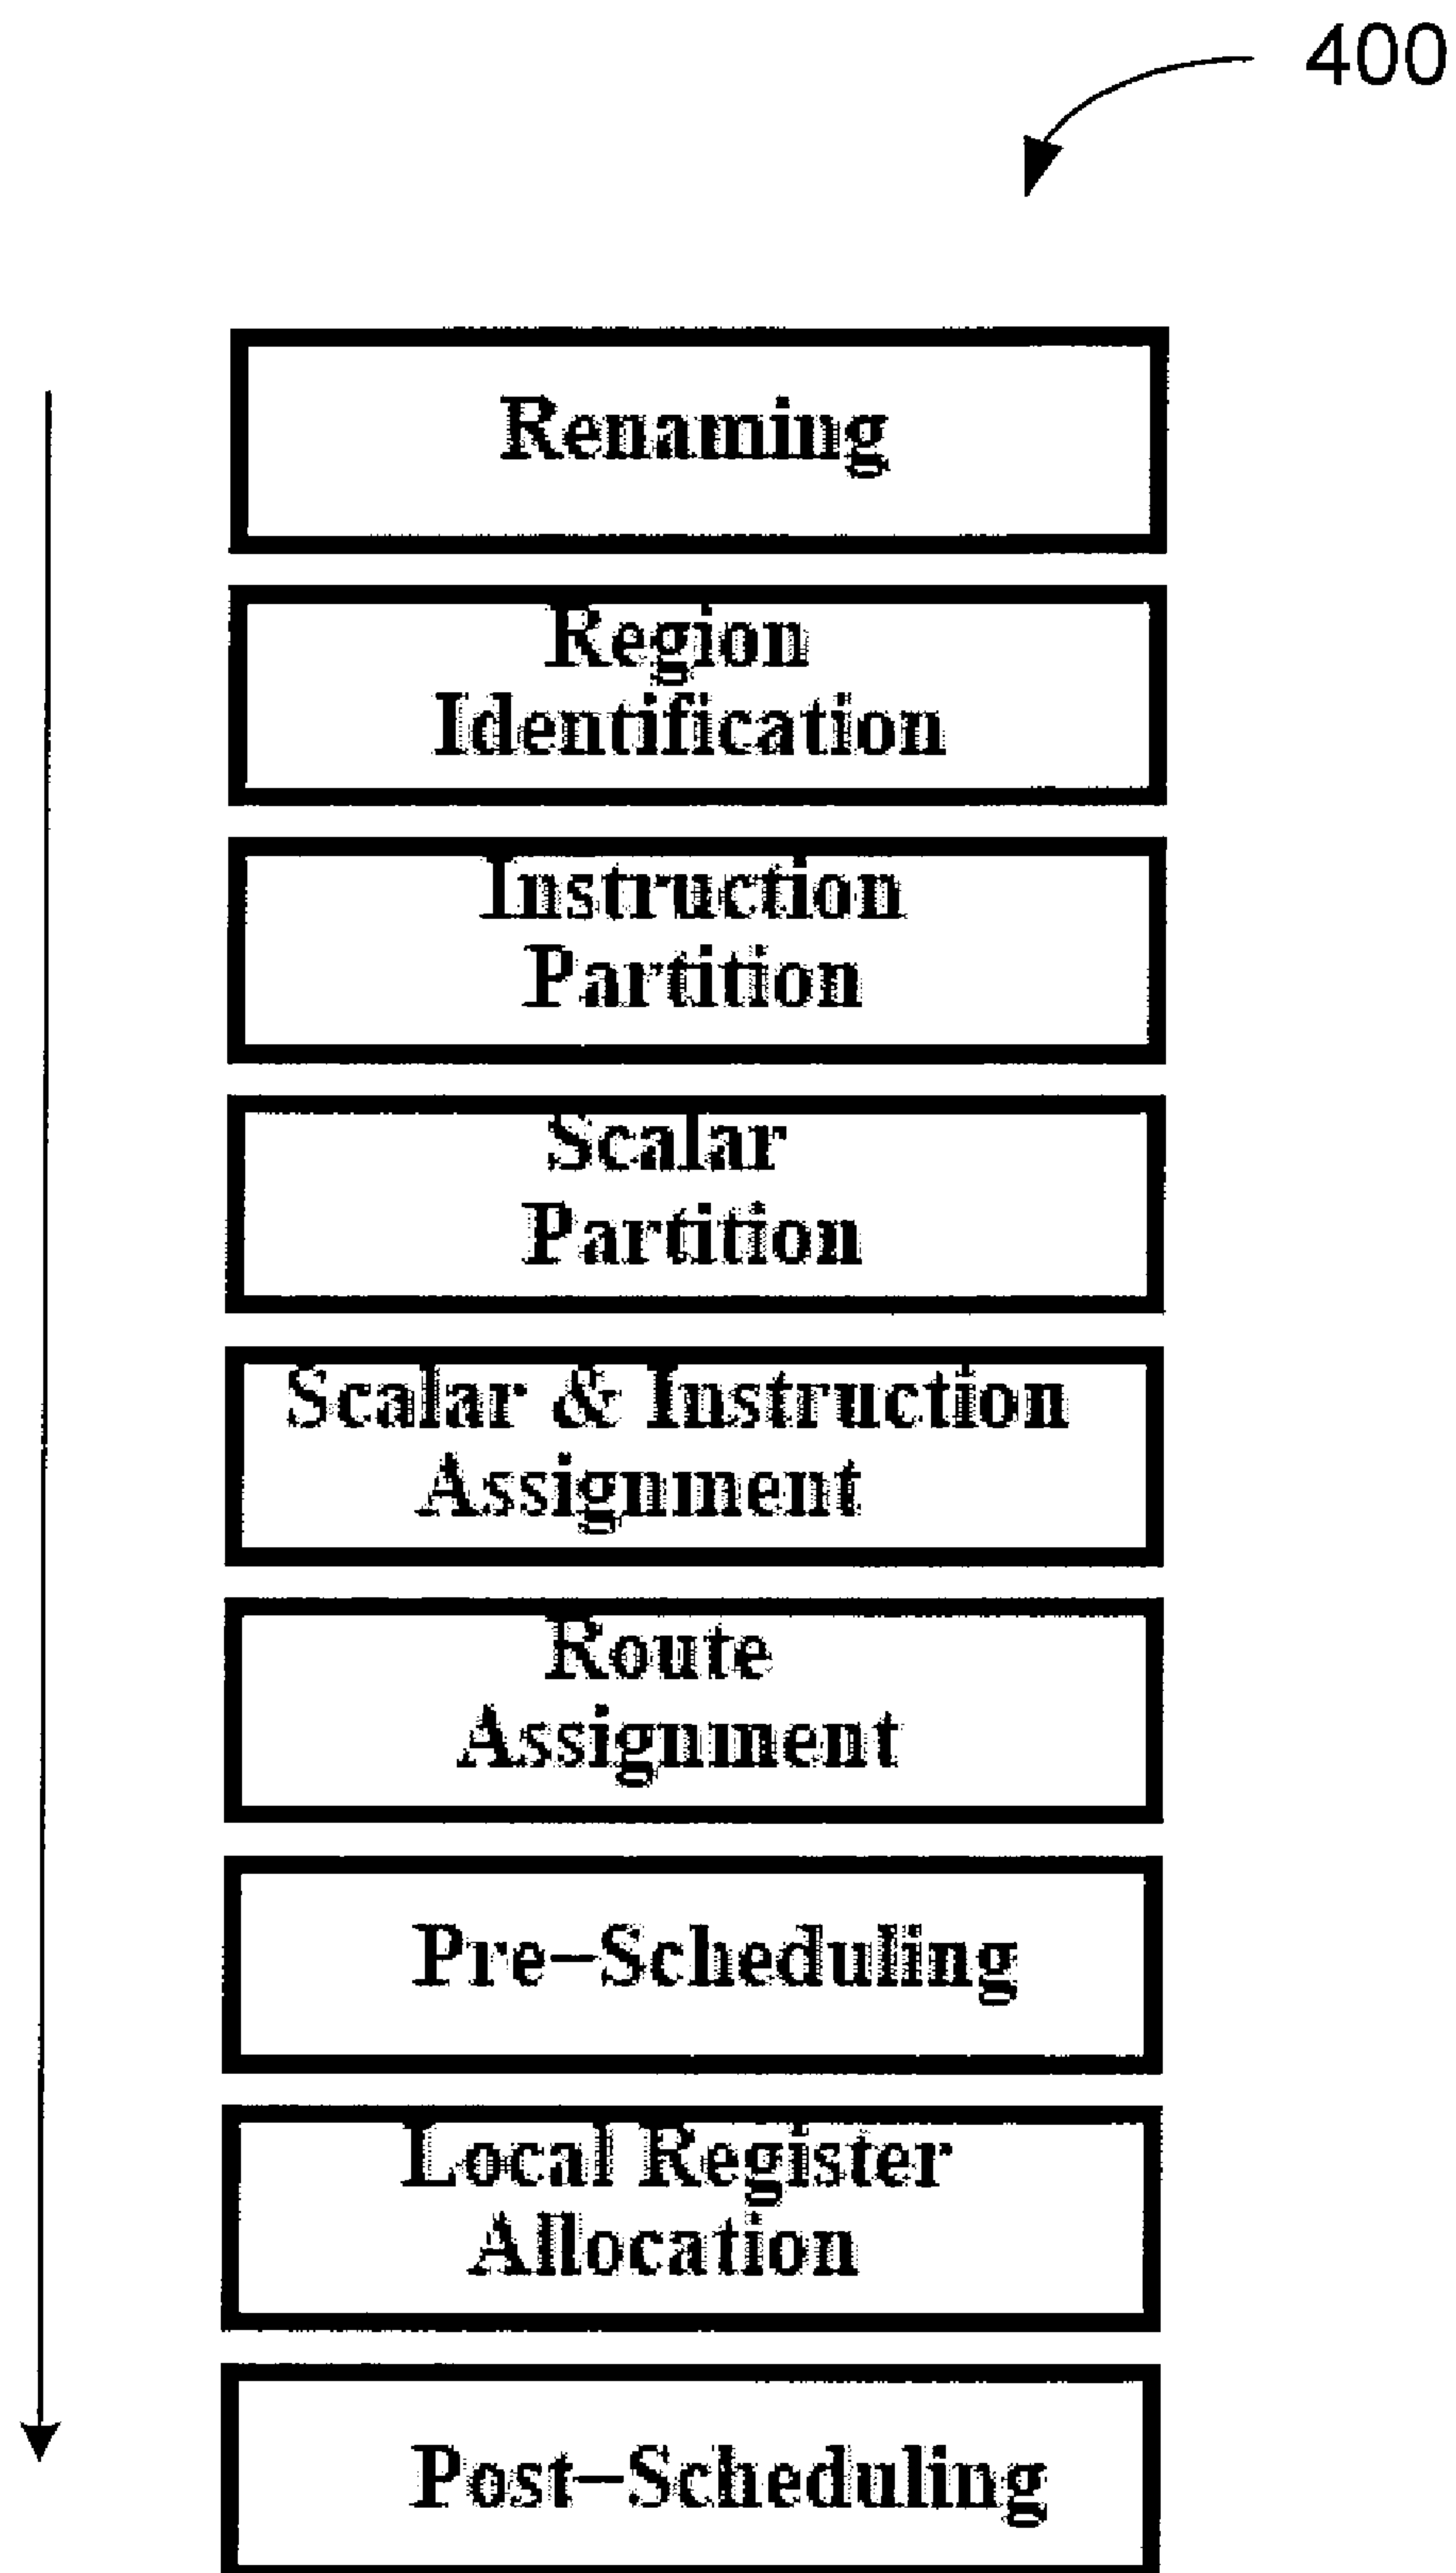 400
Renaming
Region
Identification
Instruction
Partition
Scalar
Partition
Scalar & Instruction
Assignment
Route
Assignment
Pre–Scheduling
Local Register
Allocation
Post–Scheduling